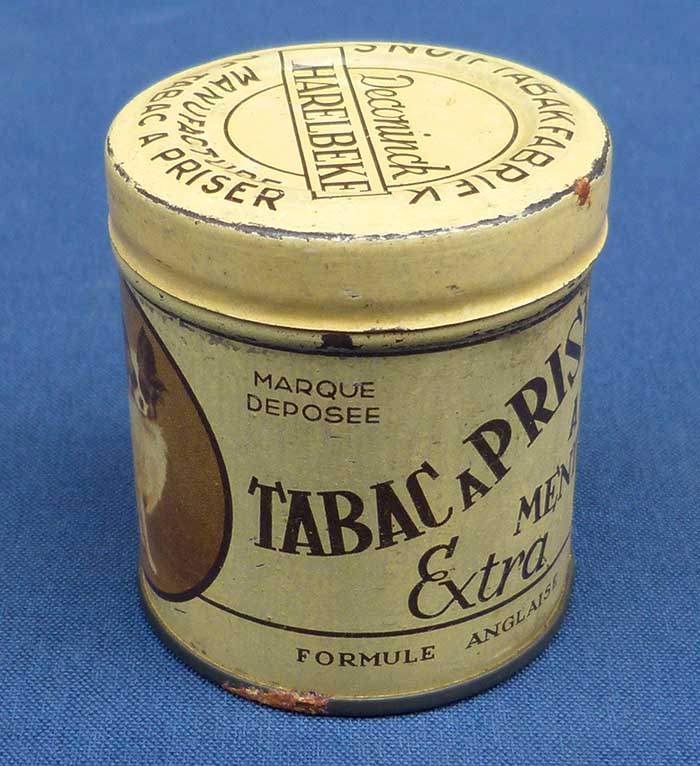 SNUIFTABAKFABRIEK
Deconinck
HARELBEKE
MANUFACTURE
TABAC A PRISER
MARQUE
DEPOSEE
TABAC A PRIS
Extra
FORMULE ANGLAISE